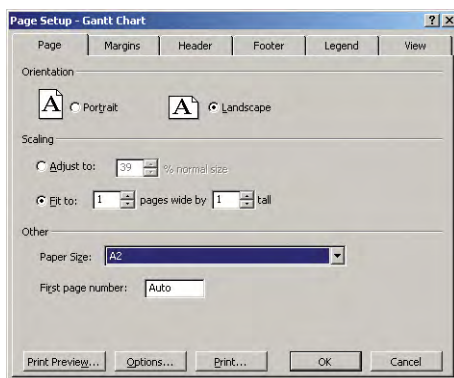 Page Setup - Gantt Chart
Page Margins Header Footer Legend View
Orientation
A Portrait A Landscape
Scaling
Adjust to: 39 % normal size
Fit to: 1 pages wide by 1 tall
Other
Paper Size: A2
First page number: Auto
Print Preview... Options... Print... OK Cancel